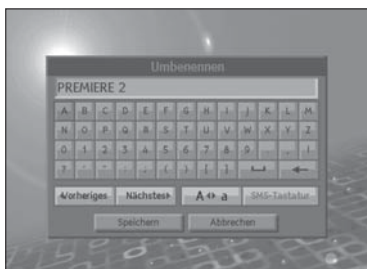 Umbenennen
PREMIERE 2
A B C D E F G H I J K L M
N O P Q R S T U V W X Y Z
0 1 2 3 4 5 6 7 8 9
Vorheriges Nächstes A a SMS-Tastatur
Speichern Abbrechen